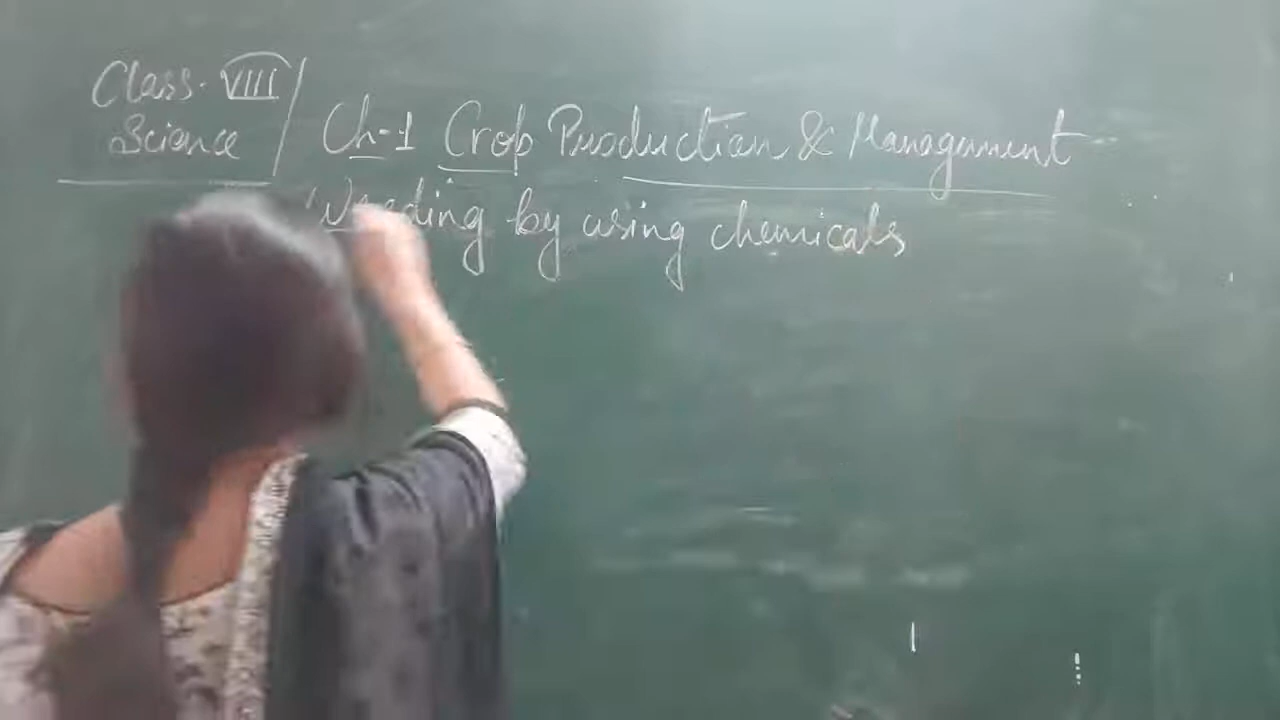 Class. VIII
Science
Ch-1 Crop Production & Management
Weeding by using chemicals